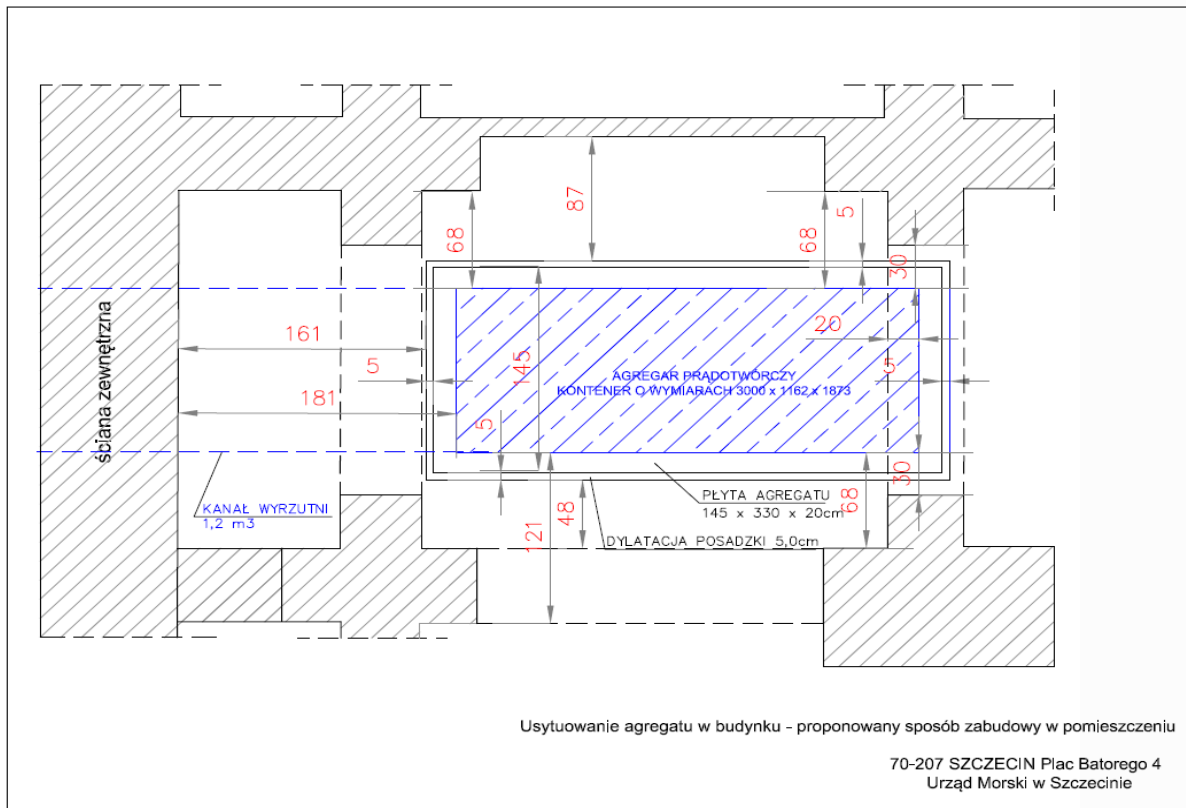 87
5
68
68
30
ściana zewnętrzna
161
20
5
145
AGREGAR PRĄDOTWÓRCZY
5
KONTENER O WYMIARACH 3000 x 1162 x 1873
181
5
30
PŁYTA AGREGATU
145 x 330 x 20cm
68
KANAŁ WYRZUTNI
1,2 m3
48
121
DYLATACJA POSADZKI 5,0cm
Usytuowanie agregatu w budynku - proponowany sposób zabudowy w pomieszczeniu
70-207 SZCZECIN Plac Batorego 4
Urząd Morski w Szczecinie